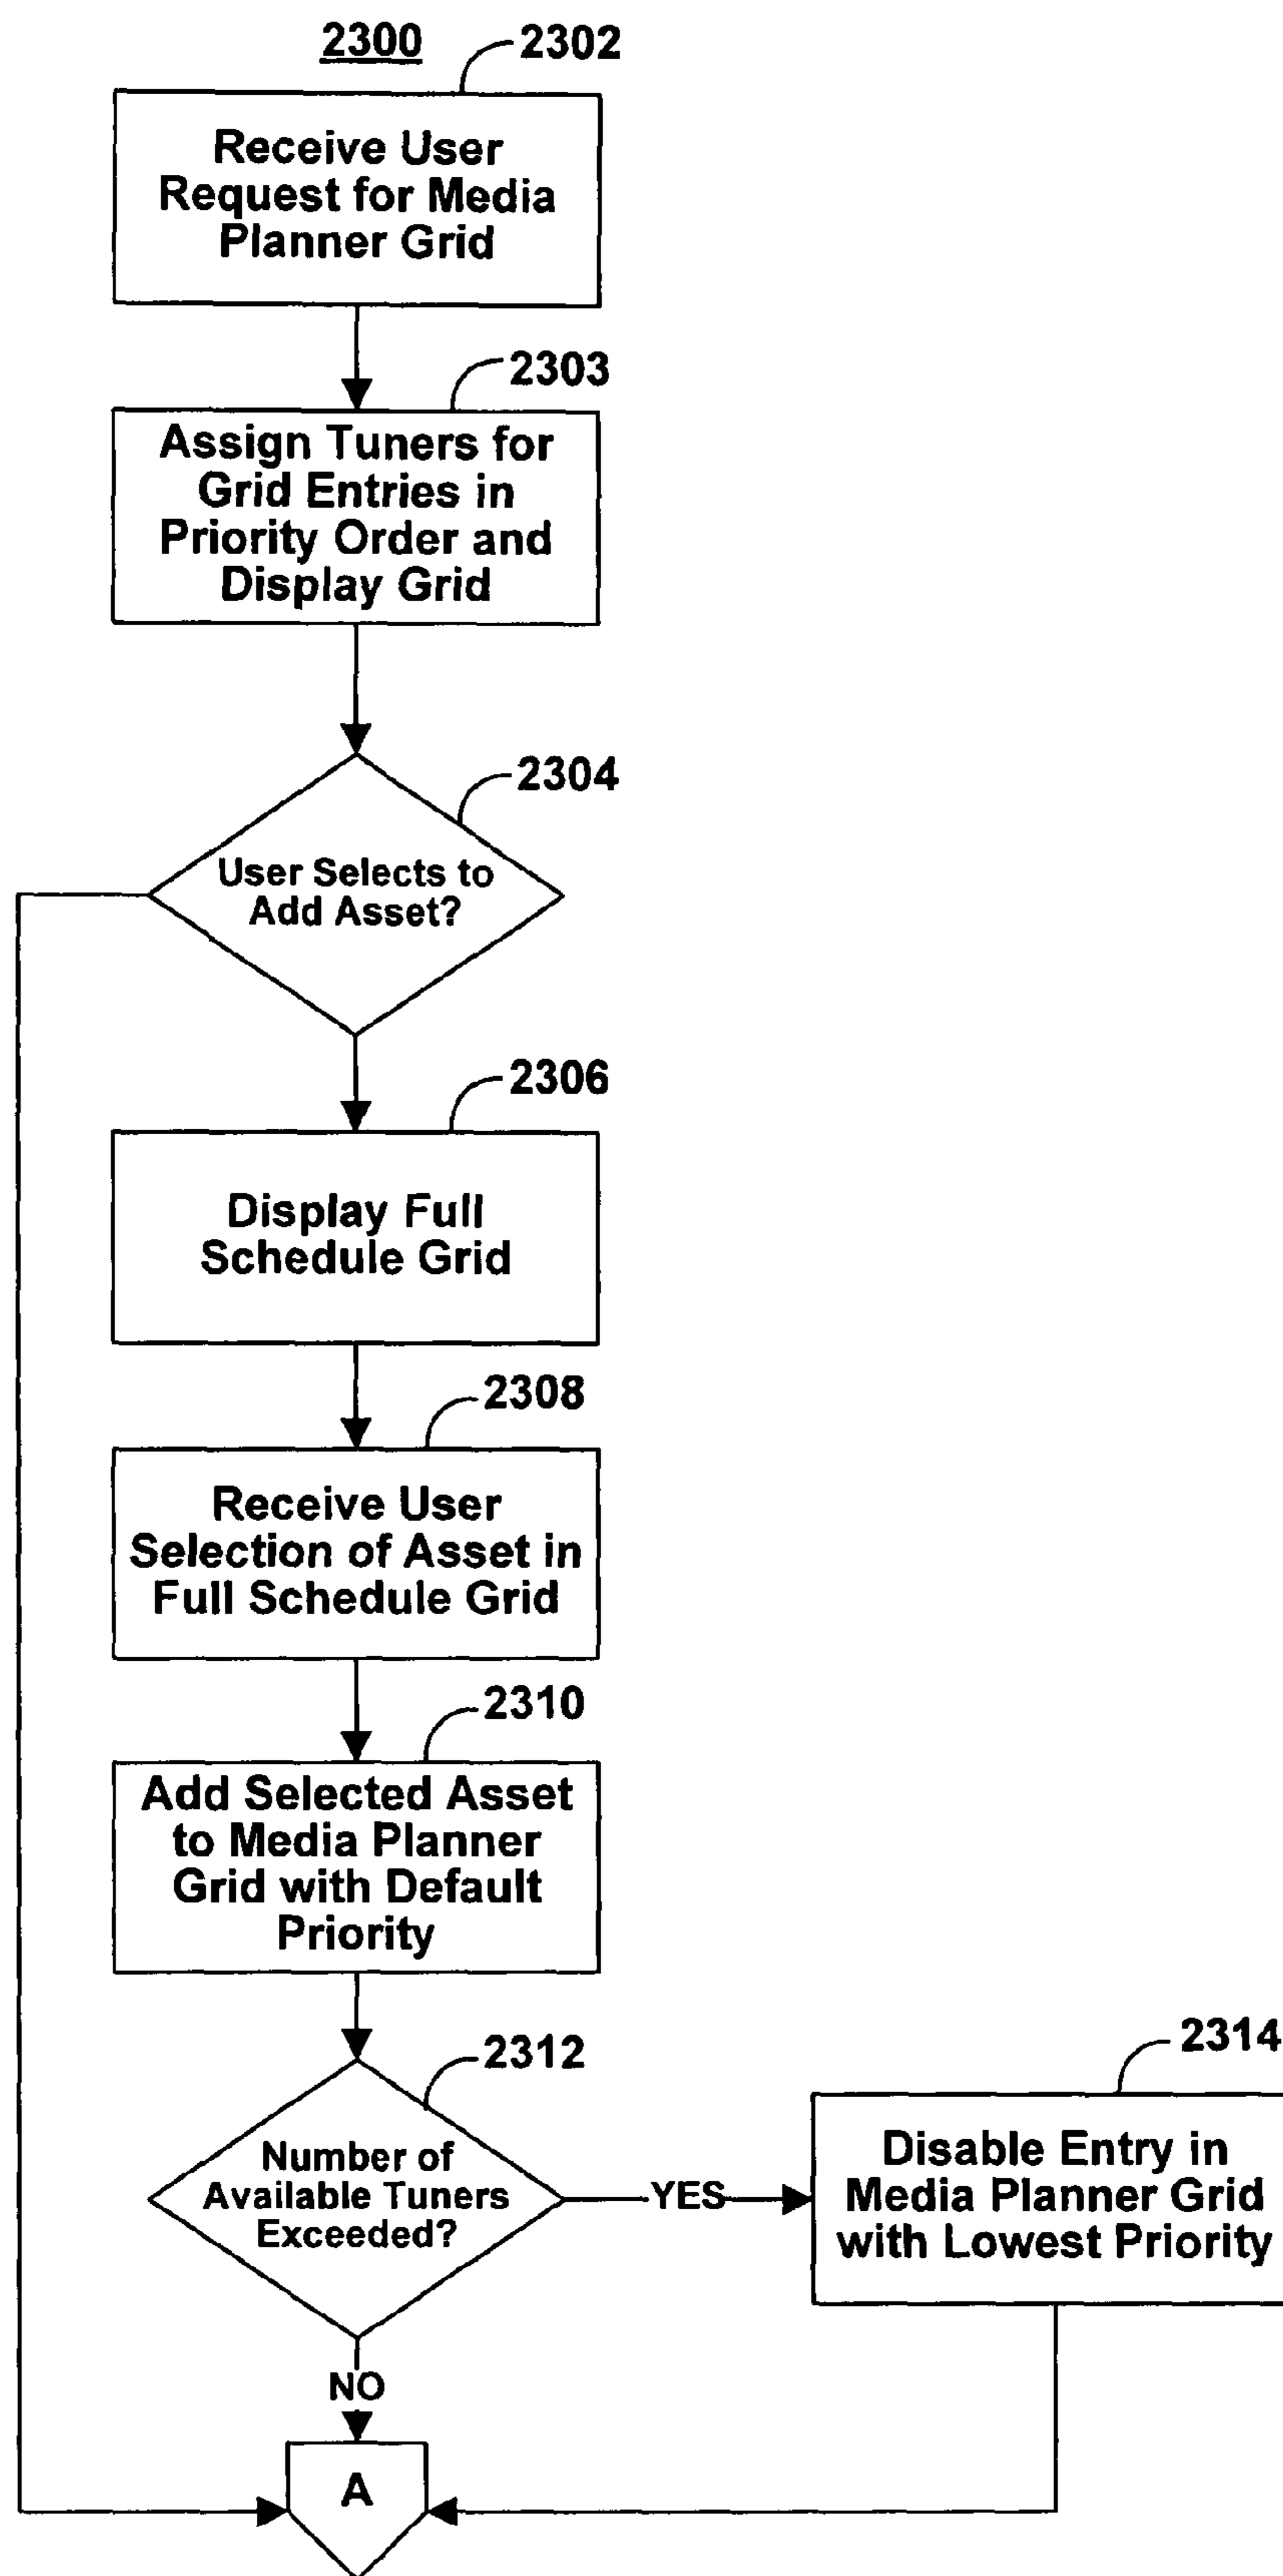 2300
2302
Receive User
Request for Media
Planner Grid
2303
Assign Tuners for
Grid Entries in
Priority Order and
Display Grid
2304
User Selects to
Add Asset?
2306
Display Full
Schedule Grid
2308
Receive User
Selection of Asset in
Full Schedule Grid
2310
Add Selected Asset
to Media Planner
Grid with Default
Priority
2312
Number of
Available Tuners
Exceeded?
YES
2314
Disable Entry in
Media Planner Grid
with Lowest Priority
NO
A